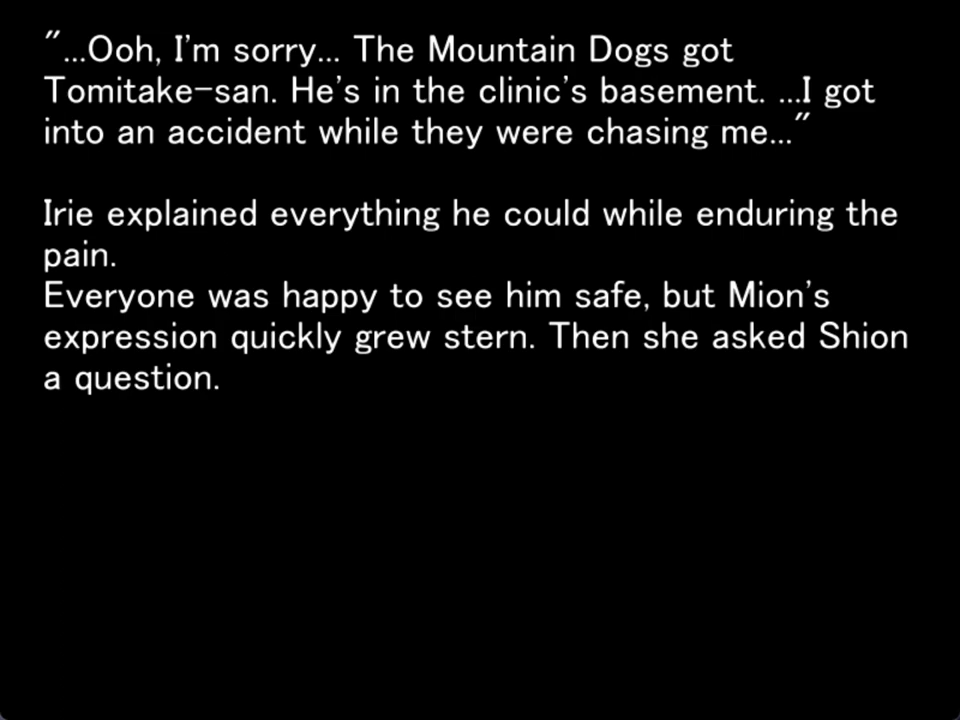 "...Ooh, I'm sorry... The Mountain Dogs got
Tomitake-san. He's in the clinic's basement. ...I got
into an accident while they were chasing me..."
Irie explained everything he could while enduring the
pain.
Everyone was happy to see him safe, but Mion's
expression quickly grew stern. Then she asked Shion
a question.